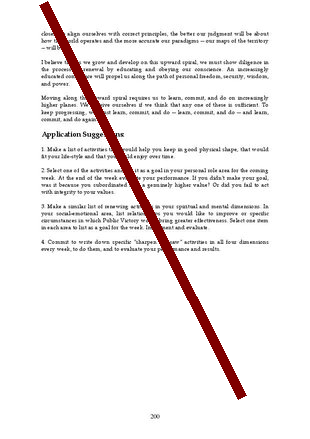 closely align ourselves with correct principles, the better our judgment will be about
how the world operates and the more accurate our paradigms -- our maps of the territory
-- will be.
I believe that as we grow and develop on this upward spiral, we must show diligence in
the process of renewal by educating and obeying our conscience. An increasingly
educated conscience will propel us along the path of personal freedom, security, wisdom,
and power.
Moving along the upward spiral requires us to learn, commit, and do on increasingly
higher planes. We deceive ourselves if we think that any one of these is sufficient. To
keep progressing, we must learn, commit, and do -- learn, commit, and do -- and learn,
commit, and do again.
Application Suggestions:
1. Make a list of activities that would help you keep in good physical shape, that would
fit your life-style and that you could enjoy over time.
2. Select one of the activities and list it as a goal in your personal role area for the coming
week. At the end of the week evaluate your performance. If you didn't make your goal,
was it because you subordinated it to a genuinely higher value? Or did you fail to act
with integrity to your values.
3. Make a similar list of renewing activities in your spiritual and mental dimensions. In
your social-emotional area, list relationships you would like to improve or specific
circumstances in which Public Victory would bring greater effectiveness. Select one item
in each area to list as a goal for the week. Implement and evaluate.
4. Commit to write down specific "sharpen the saw" activities in all four dimensions
every week, to do them, and to evaluate your performance and results.
200